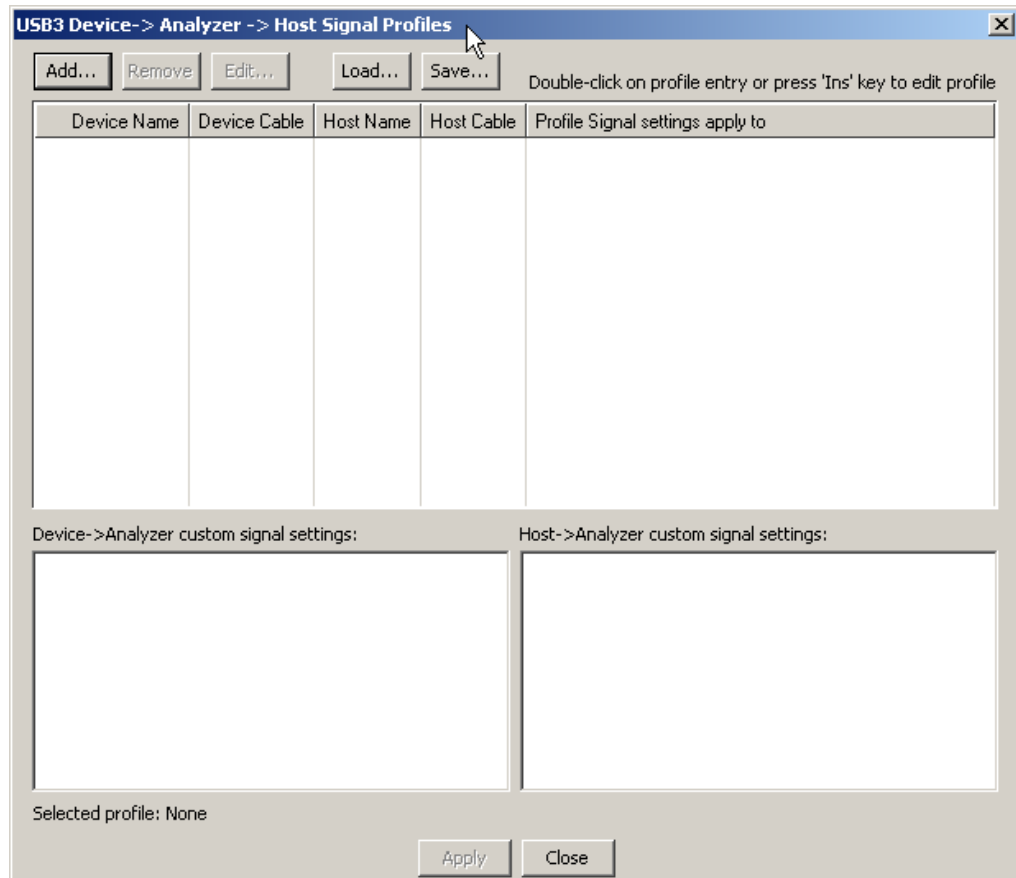 USB3 Device-> Analyzer -> Host Signal Profiles
Add... Remove Edit... Load... Save... Double-click on profile entry or press 'Ins' key to edit profile
Device Name Device Cable Host Name Host Cable Profile Signal settings apply to
Device->Analyzer custom signal settings: Host->Analyzer custom signal settings:
Selected profile: None
Apply Close